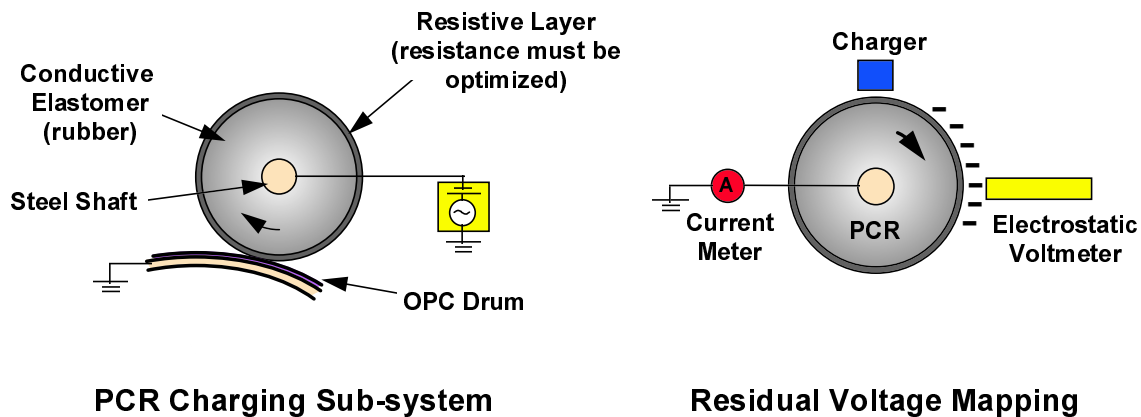 Resistive Layer
(resistance must be
optimized)
Conductive
Elastomer
(rubber)
Steel Shaft
OPC Drum
PCR Charging Sub-system
Charger
A
Current
Meter
PCR
Electrostatic
Voltmeter
Residual Voltage Mapping